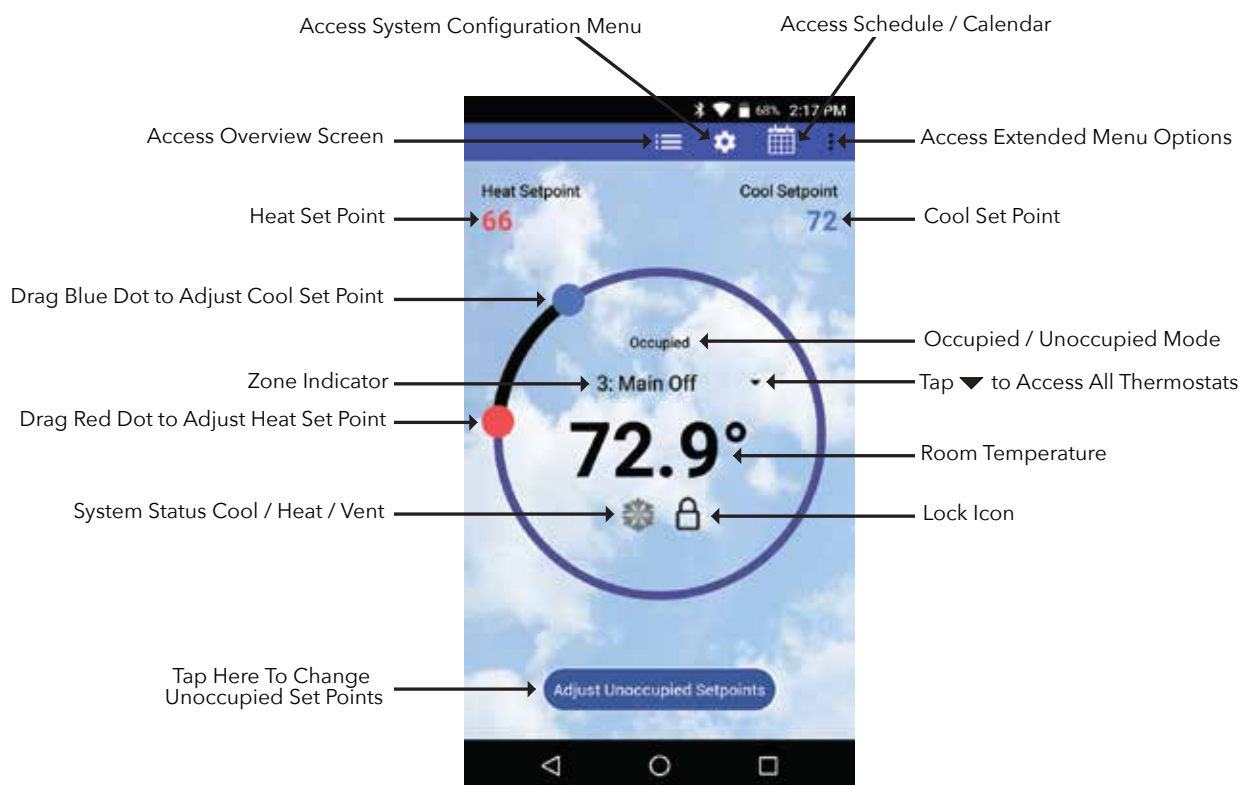 Access System Configuration Menu
Access Schedule / Calendar
68% 2:17 PM
Access Overview Screen
Access Extended Menu Options
Heat Setpoint
Cool Setpoint
Heat Set Point
66
72
Cool Set Point
Drag Blue Dot to Adjust Cool Set Point
Occupied
Occupied / Unoccupied Mode
Zone Indicator
3: Main Off
Tap ▼ to Access All Thermostats
Drag Red Dot to Adjust Heat Set Point
72.9°
Room Temperature
System Status Cool / Heat / Vent
Lock Icon
Tap Here To Change
Unoccupied Set Points
Adjust Unoccupied Setpoints